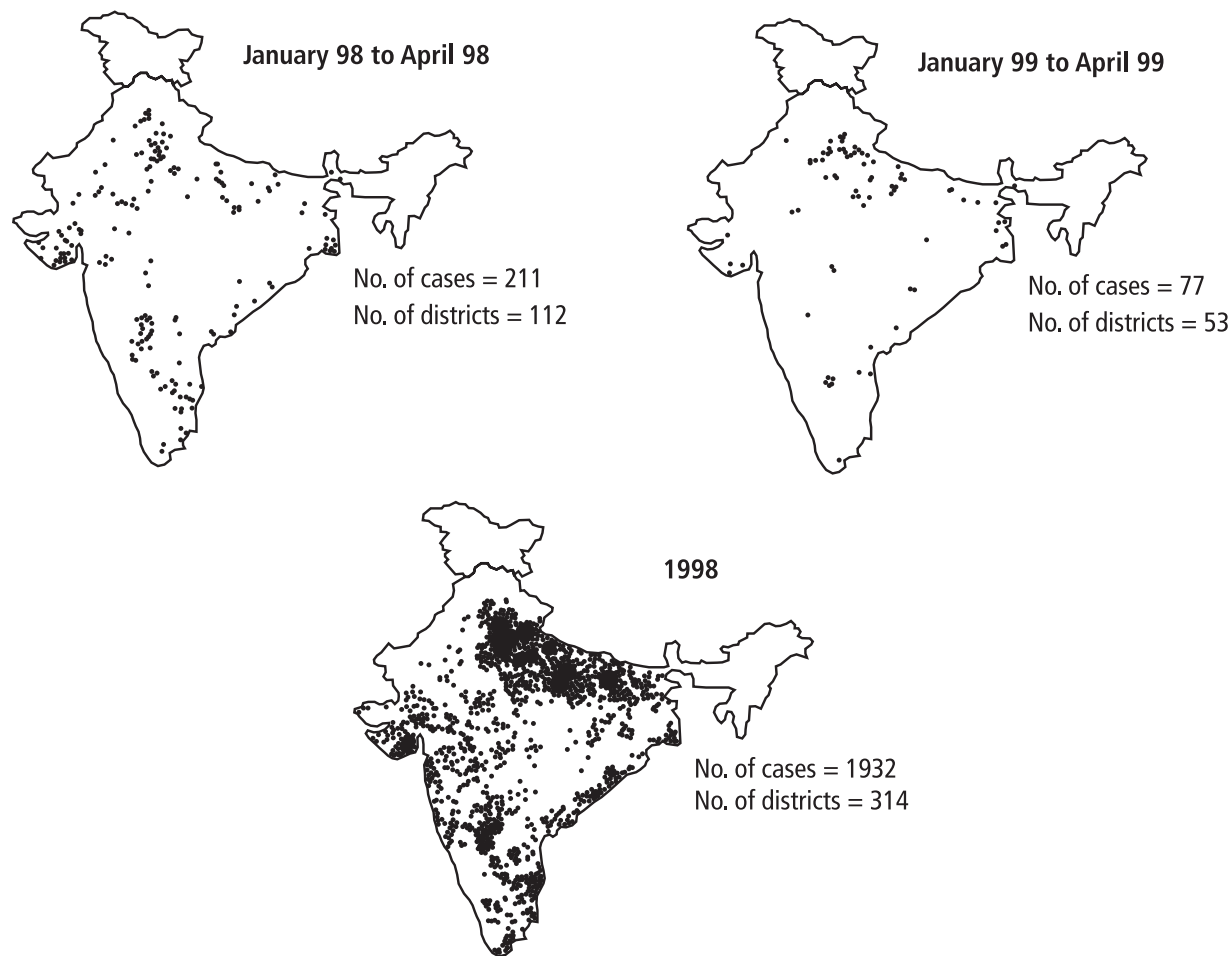 January 98 to April 98
No. of cases = 211
No. of districts = 112
January 99 to April 99
No. of cases = 77
No. of districts = 53
1998
No. of cases = 1932
No. of districts = 314